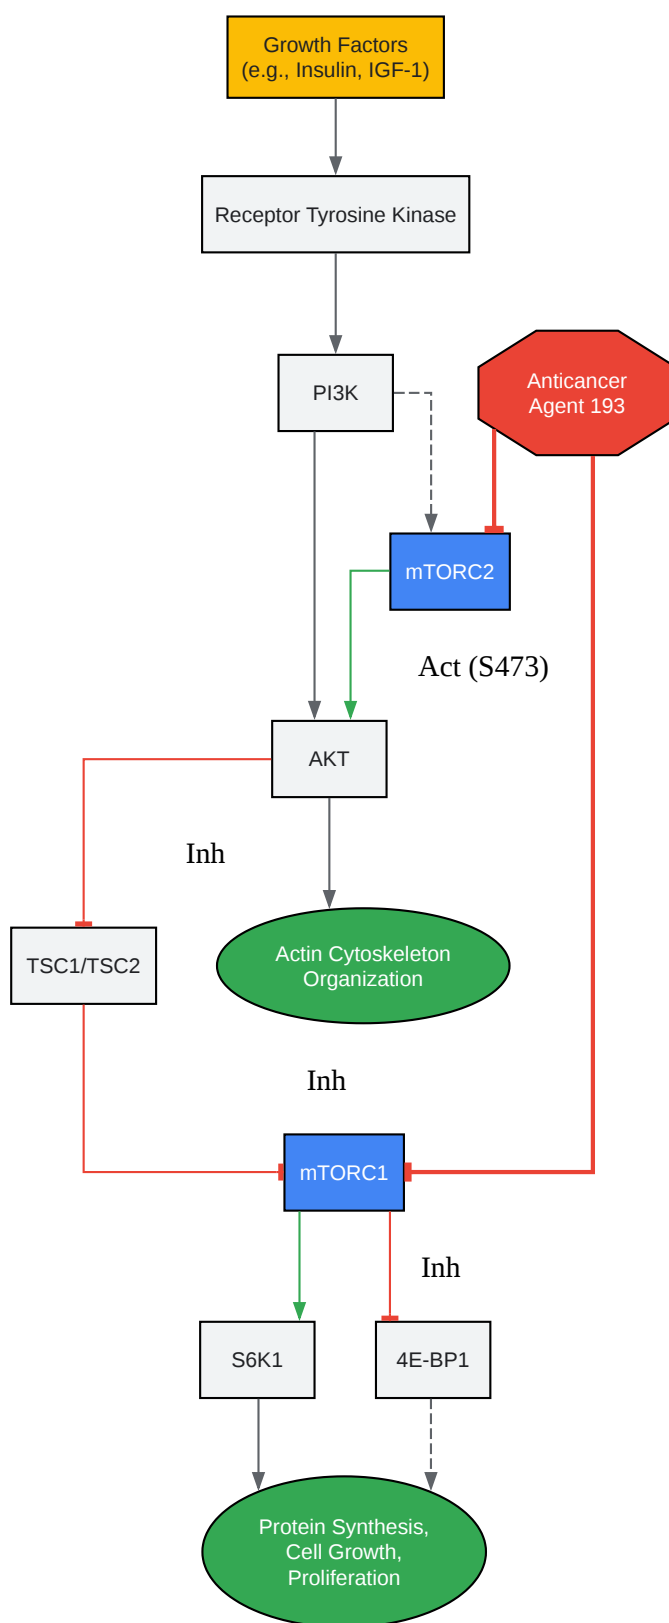 Growth Factors
(e.g., Insulin, IGF-1)
Receptor Tyrosine Kinase
PI3K
Anticancer
Agent 193
mTORC2
Act (S473)
AKT
Inh
TSC1/TSC2
Actin Cytoskeleton
Organization
Inh
mTORC1
Inh
S6K1
4E-BP1
Protein Synthesis,
Cell Growth,
Proliferation